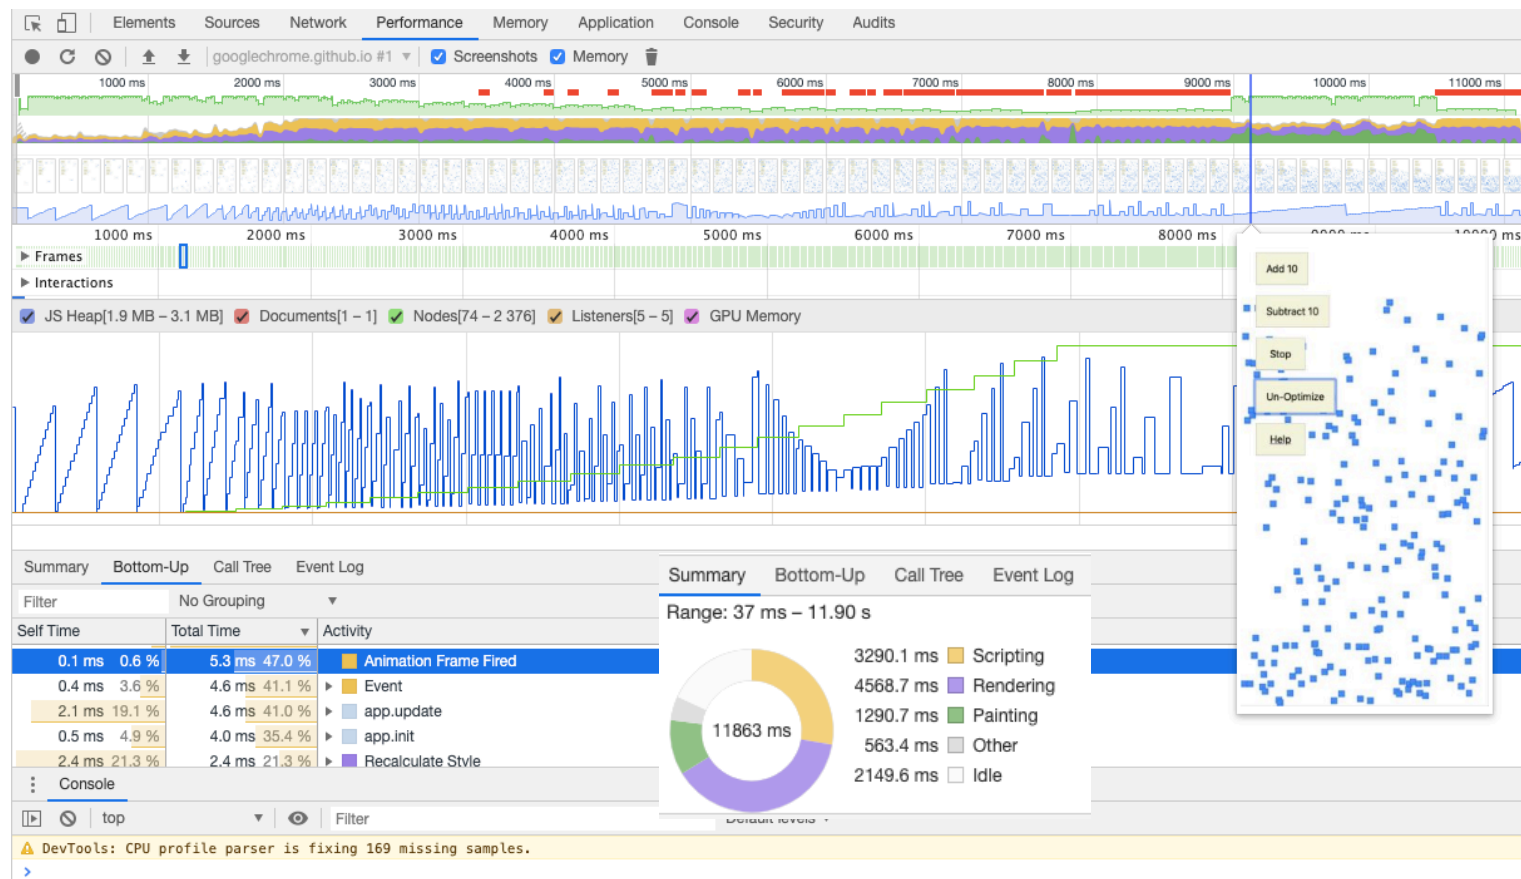 Elements Sources Network Performance Memory Application Console Security Audits
googlechrome.github.io #1 ▼ Screenshots Memory
1000 ms 2000 ms 3000 ms 4000 ms 5000 ms 6000 ms 7000 ms 8000 ms 9000 ms 10000 ms 11000 ms
1000 ms 2000 ms 3000 ms 4000 ms 5000 ms 6000 ms 7000 ms 8000 ms 9000 ms 10000 ms
Frames
Interactions
JS Heap[1.9 MB – 3.1 MB] Documents[1 – 1] Nodes[74 – 2 376] Listeners[5 – 5] GPU Memory
Add 10
Subtract 10
Stop
Un-Optimize
Help
Summary Bottom-Up Call Tree Event Log
Filter No Grouping ▼
Self Time Total Time ▼ Activity
0.1 ms 0.6 % 5.3 ms 47.0 % Animation Frame Fired
0.4 ms 3.6 % 4.6 ms 41.1 % Event
2.1 ms 19.1 % 4.6 ms 41.0 % app.update
0.5 ms 4.9 % 4.0 ms 35.4 % app.init
2.4 ms 21.3 % 2.4 ms 21.3 % Recalculate Style
Summary Bottom-Up Call Tree Event Log
Range: 37 ms – 11.90 s
11863 ms
3290.1 ms Scripting
4568.7 ms Rendering
1290.7 ms Painting
563.4 ms Other
2149.6 ms Idle
Console
top ▼ Filter Default levels
DevTools: CPU profile parser is fixing 169 missing samples.